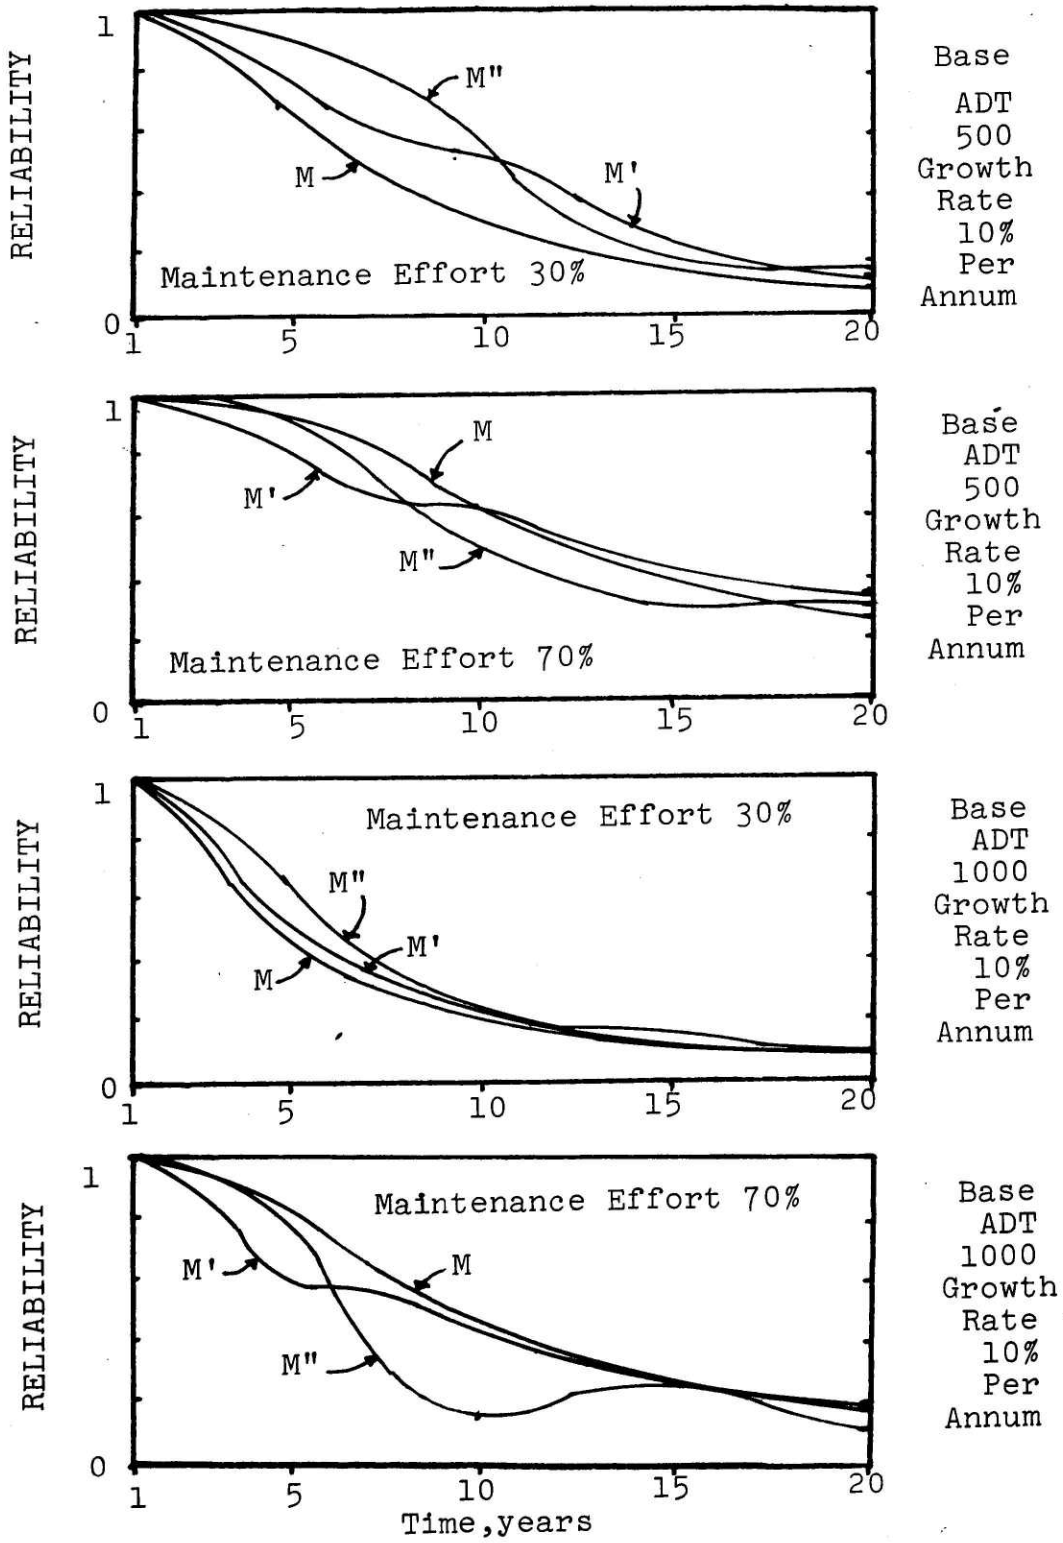 RELIABILITY
1
0
M"
M'
M
Maintenance Effort 30%
1 5 10 15 20
Base
ADT
500
Growth
Rate
10%
Per
Annum
RELIABILITY
1
0
M
M'
M"
Maintenance Effort 70%
1 5 10 15 20
Base
ADT
500
Growth
Rate
10%
Per
Annum
RELIABILITY
1
0
Maintenance Effort 30%
M"
M'
M
1 5 10 15 20
Base
ADT
1000
Growth
Rate
10%
Per
Annum
RELIABILITY
1
0
Maintenance Effort 70%
M'
M
M"
1 5 10 15 20
Time,years
Base
ADT
1000
Growth
Rate
10%
Per
Annum